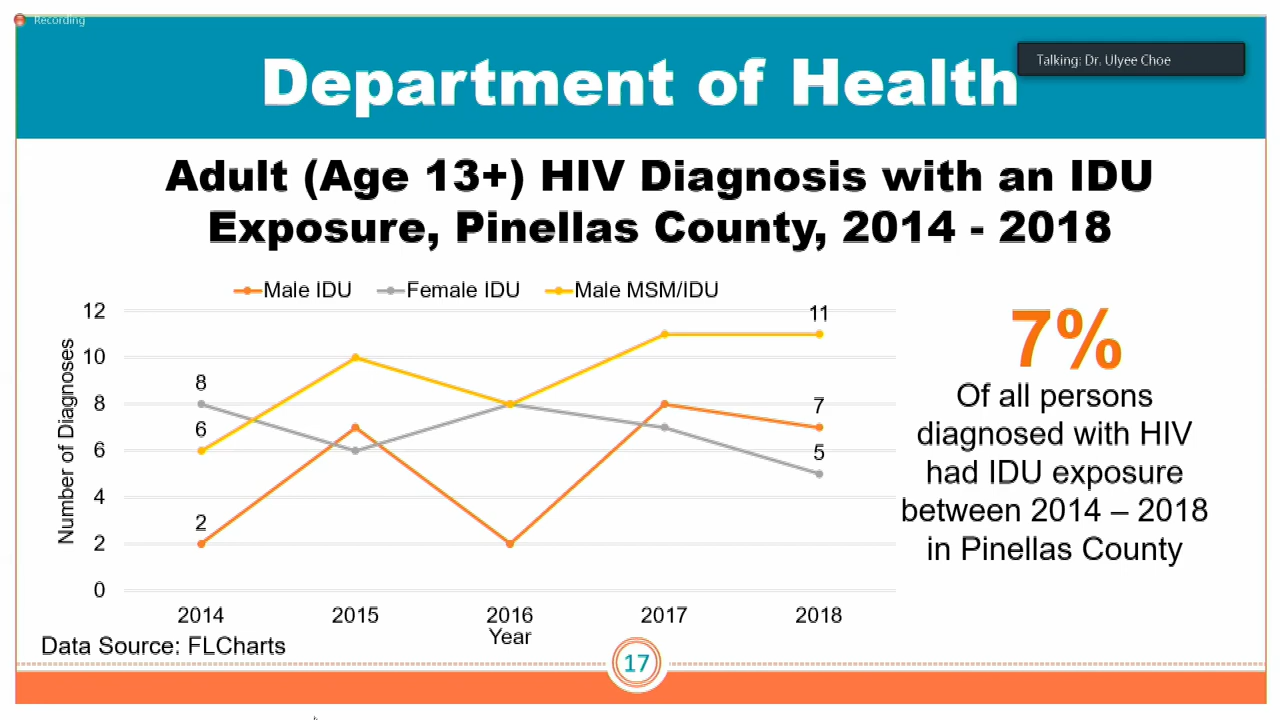 Recording
Talking: Dr. Ulyee Choe
Department of Health
Adult (Age 13+) HIV Diagnosis with an IDU
Exposure, Pinellas County, 2014 - 2018
Male IDU Female IDU Male MSM/IDU
Number of Diagnoses
12
10
8
6
4
2
0
8
6
2
11
7
5
2014 2015 2016 2017 2018
Year
7%
Of all persons
diagnosed with HIV
had IDU exposure
between 2014 – 2018
in Pinellas County
Data Source: FLCharts
17